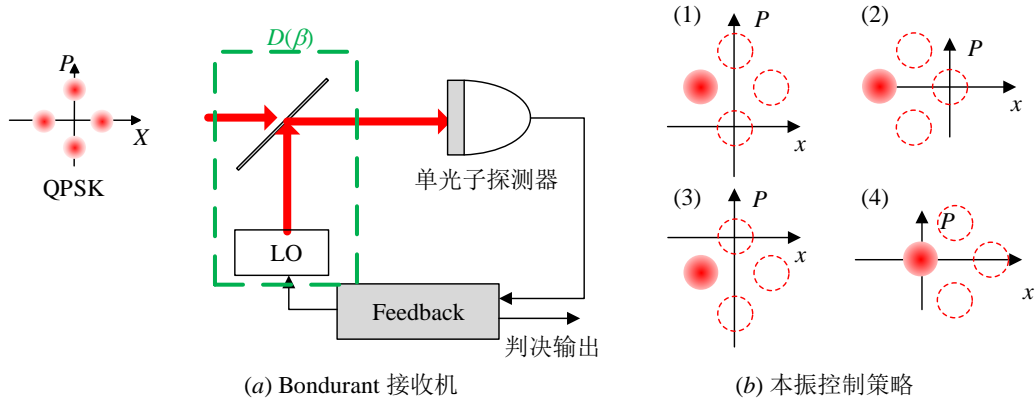 P
X
QPSK
D(β)
LO
Feedback
单光子探测器
判决输出
(a) Bondurant 接收机
(1)
P
x
(2)
P
x
(3)
P
x
(4)
P
x
(b) 本振控制策略